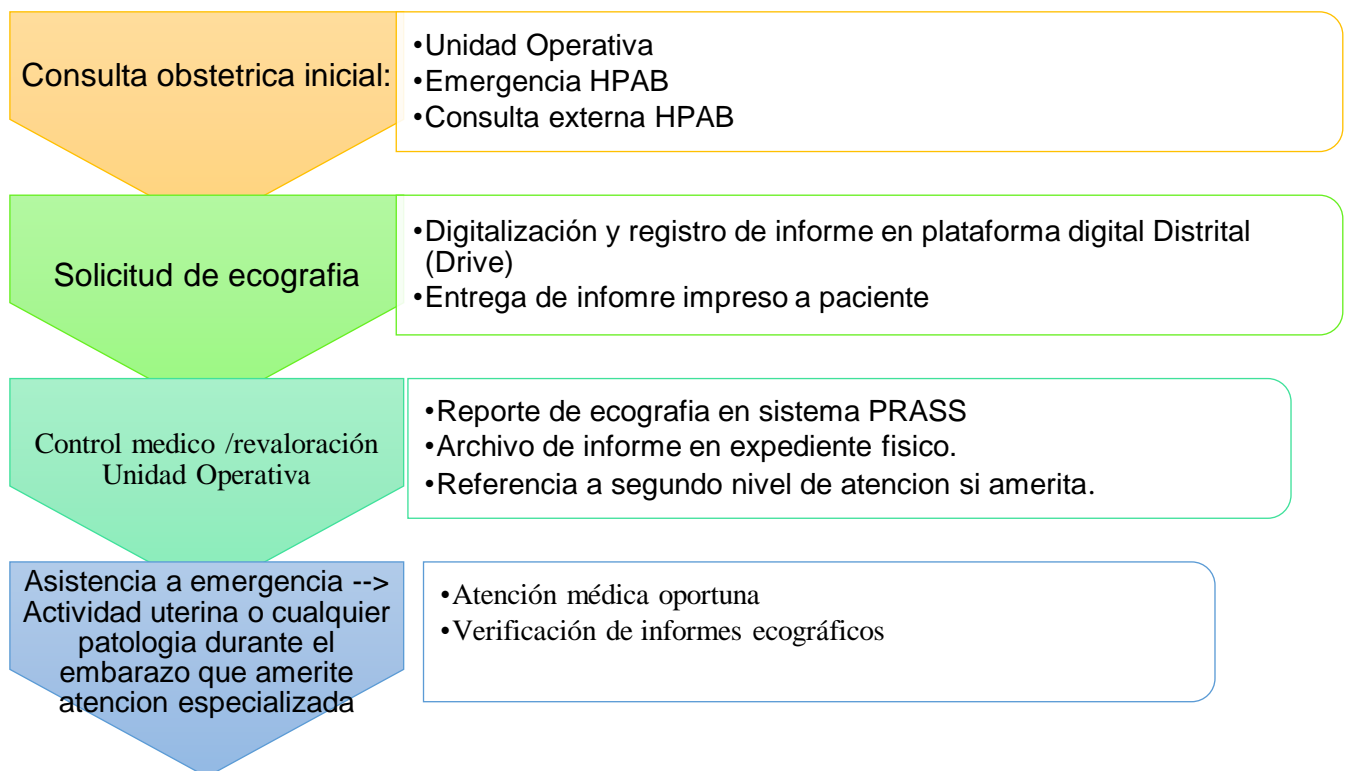 Consulta obstetrica inicial:
•Unidad Operativa
•Emergencia HPAB
•Consulta externa HPAB
Solicitud de ecografia
•Digitalización y registro de informe en plataforma digital Distrital
(Drive)
•Entrega de infomre impreso a paciente
Control medico /revaloración
Unidad Operativa
•Reporte de ecografia en sistema PRASS
•Archivo de informe en expediente fisico.
•Referencia a segundo nivel de atencion si amerita.
Asistencia a emergencia -->
Actividad uterina o cualquier
patologia durante el
embarazo que amerite
atencion especializada
•Atención médica oportuna
•Verificación de informes ecográficos